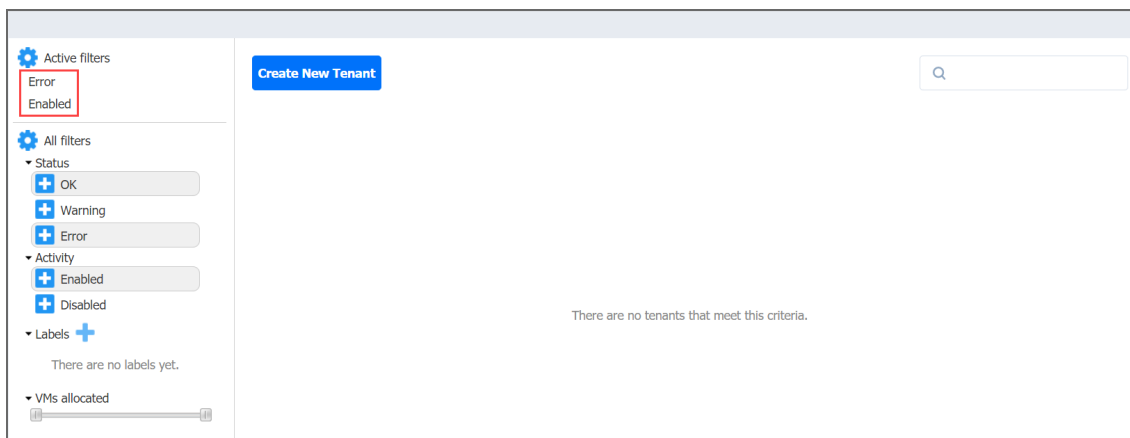 Active filters
Error
Enabled
All filters
Status
OK
Warning
Error
Activity
Enabled
Disabled
Labels
There are no labels yet.
VMs allocated
Create New Tenant
There are no tenants that meet this criteria.